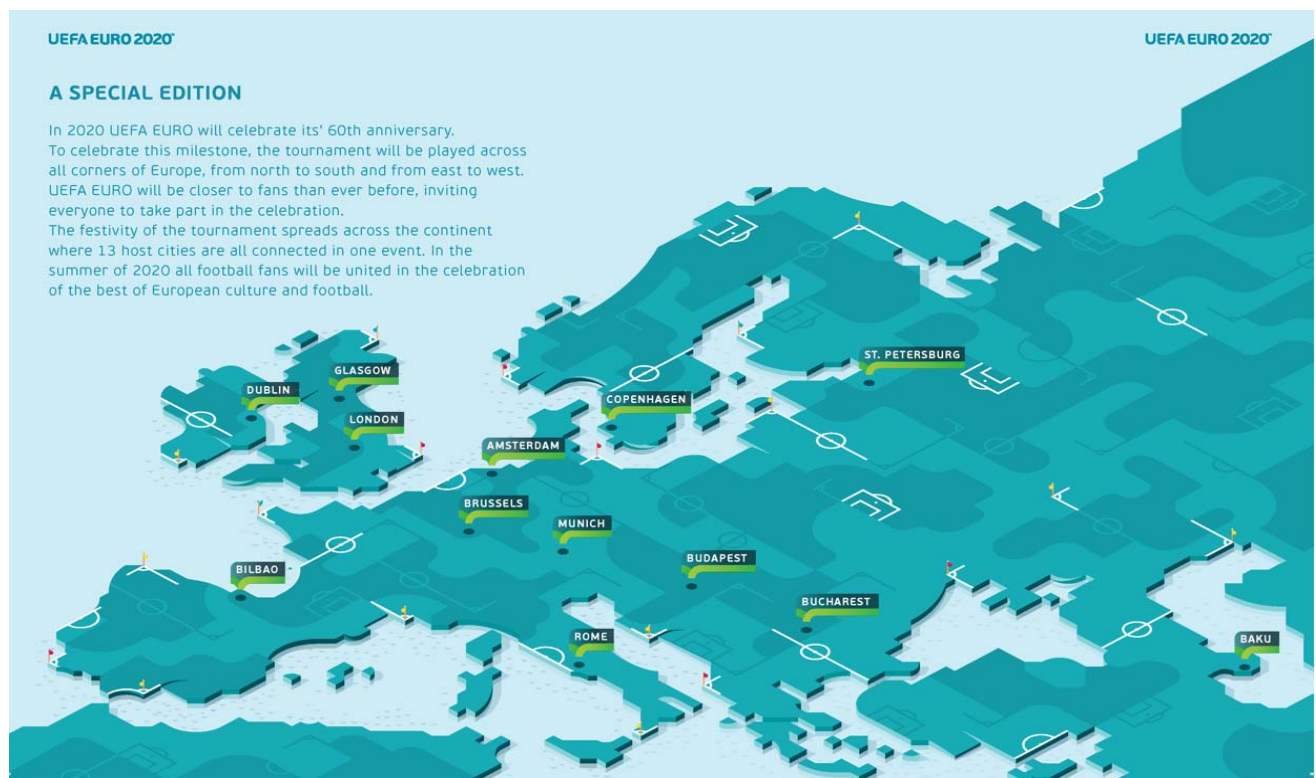 UEFA EURO 2020™
UEFA EURO 2020™
A SPECIAL EDITION
In 2020 UEFA EURO will celebrate its' 60th anniversary.
To celebrate this milestone, the tournament will be played across
all corners of Europe, from north to south and from east to west.
UEFA EURO will be closer to fans than ever before, inviting
everyone to take part in the celebration.
The festivity of the tournament spreads across the continent
where 13 host cities are all connected in one event. In the
summer of 2020 all football fans will be united in the celebration
of the best of European culture and football.
ST. PETERSBURG
GLASGOW
DUBLIN
COPENHAGEN
LONDON
AMSTERDAM
BRUSSELS
MUNICH
BUDAPEST
BILBAO
BUCHAREST
ROME
BAKU